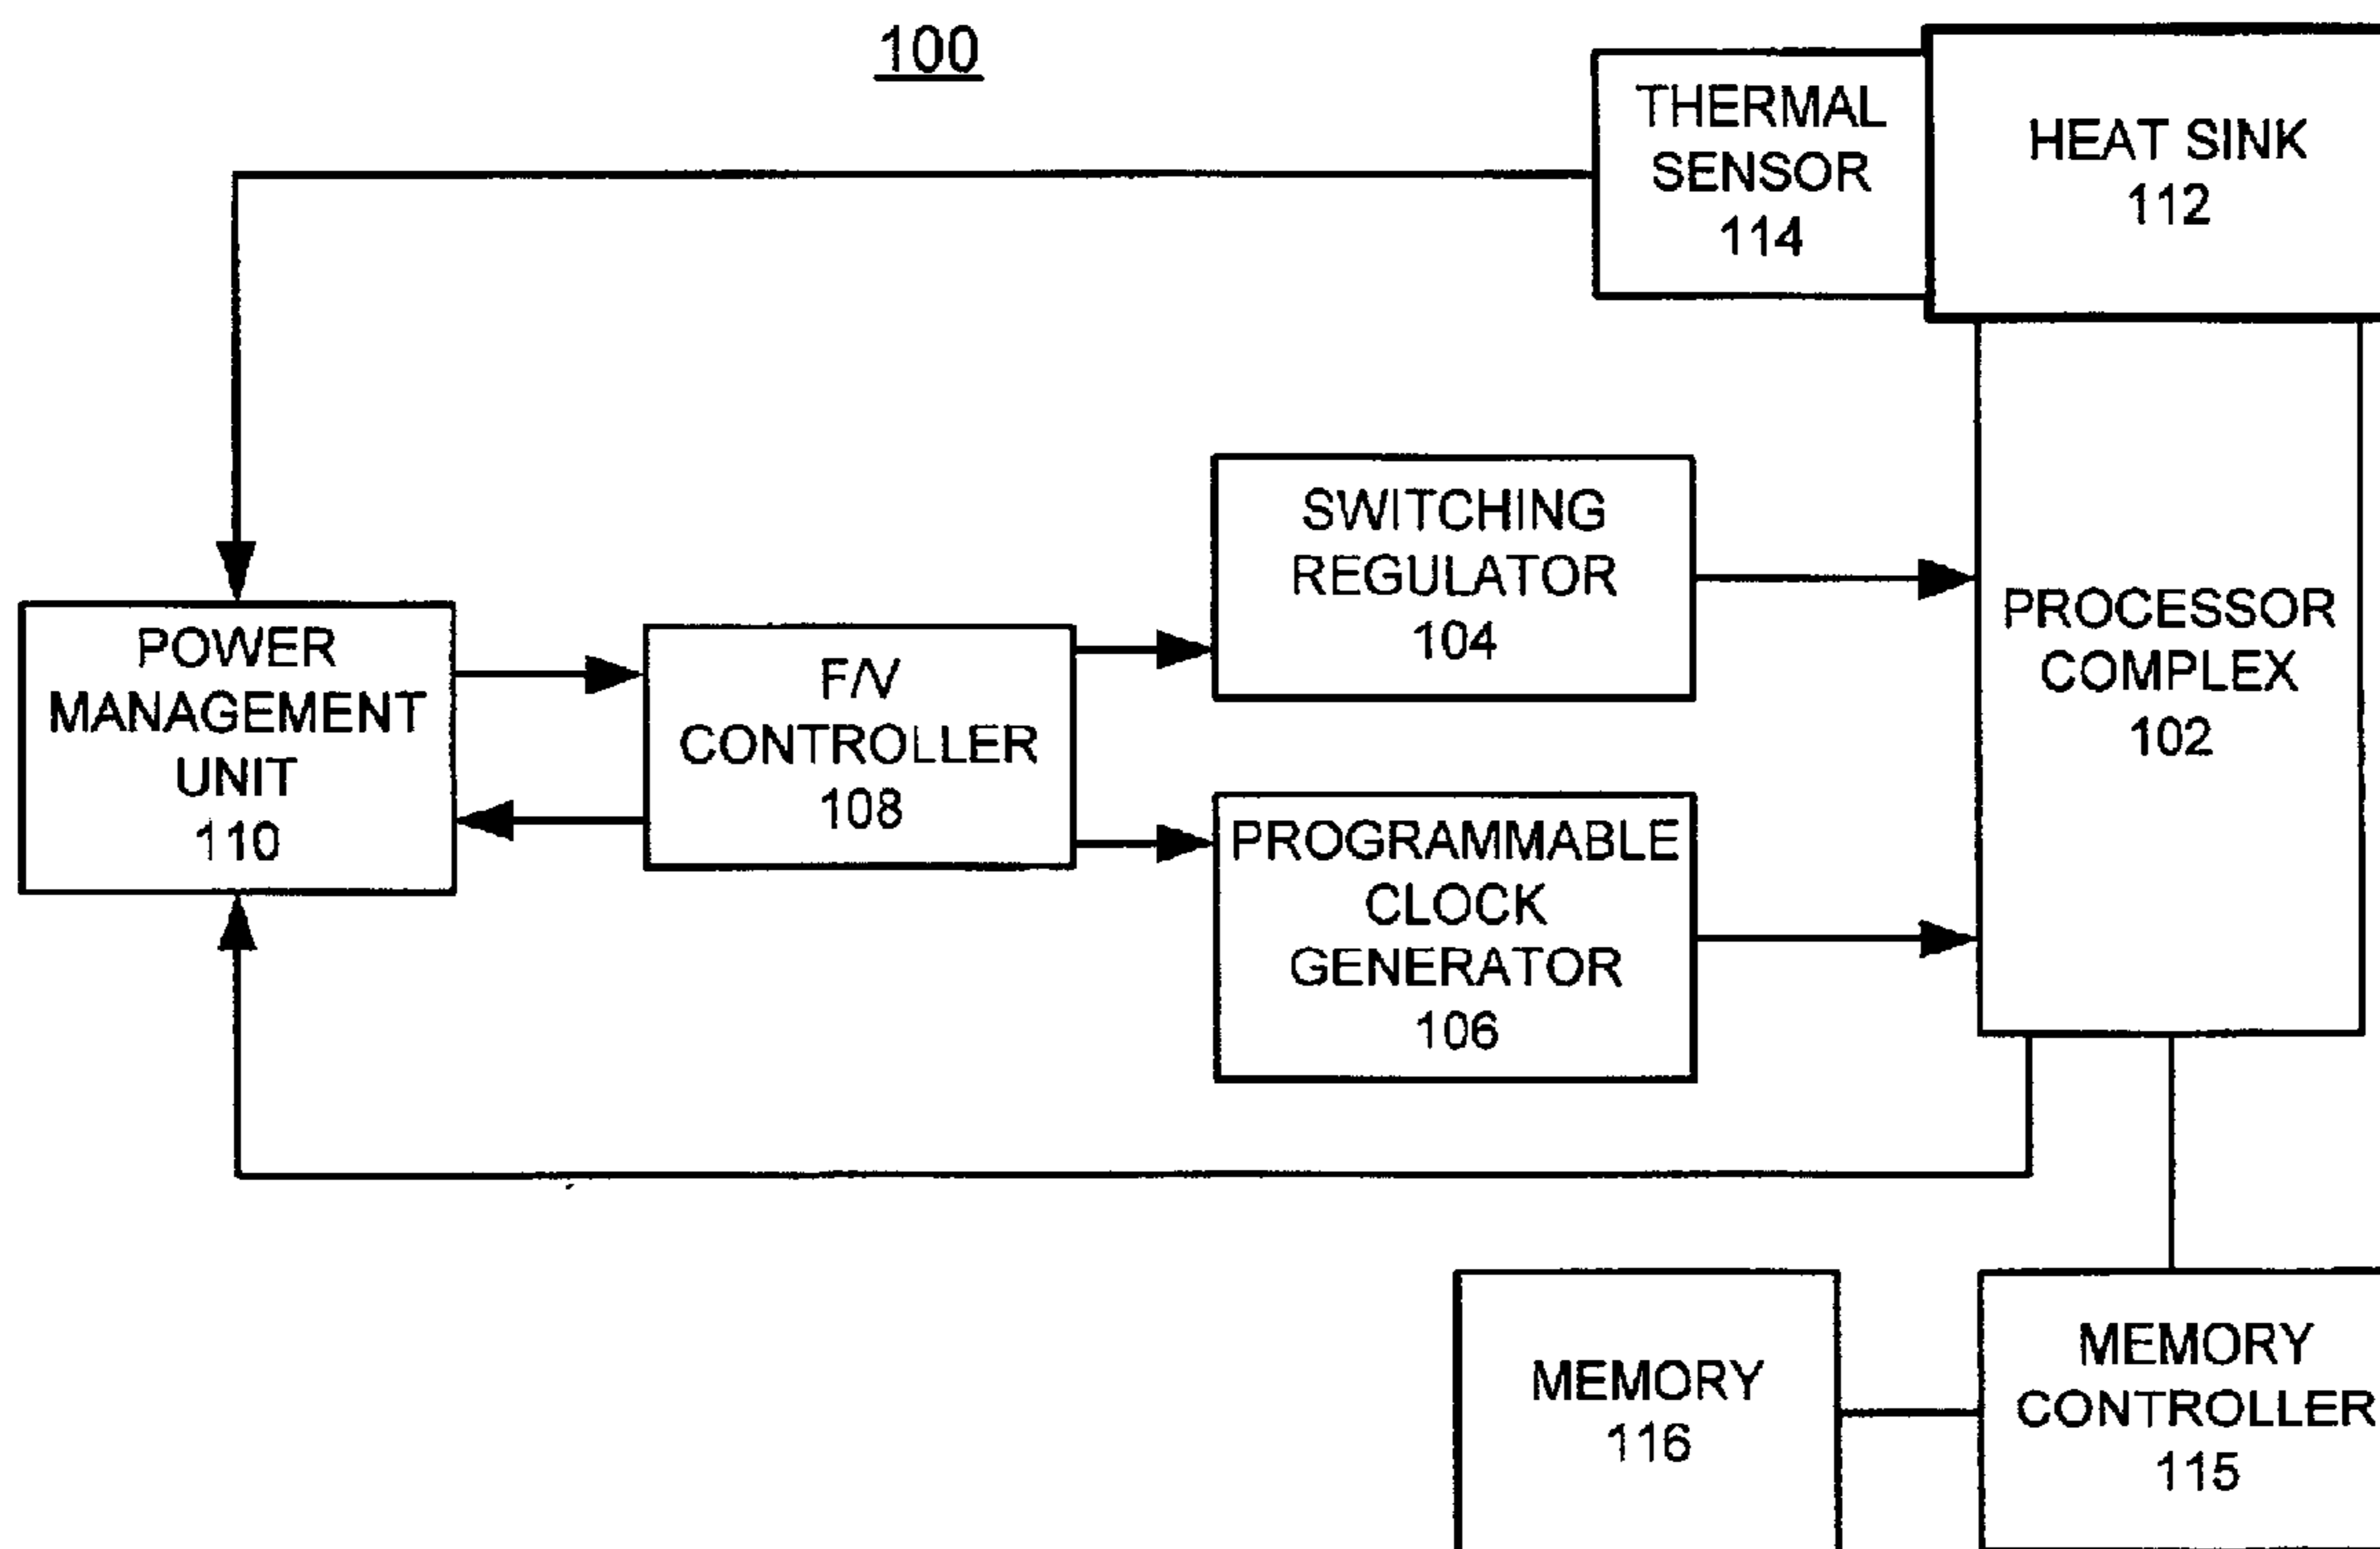 100
THERMAL
SENSOR
114
HEAT SINK
112
SWITCHING
REGULATOR
104
PROCESSOR
COMPLEX
102
POWER
MANAGEMENT
UNIT
110
F/V
CONTROLLER
108
PROGRAMMABLE
CLOCK
GENERATOR
106
MEMORY
116
MEMORY
CONTROLLER
115